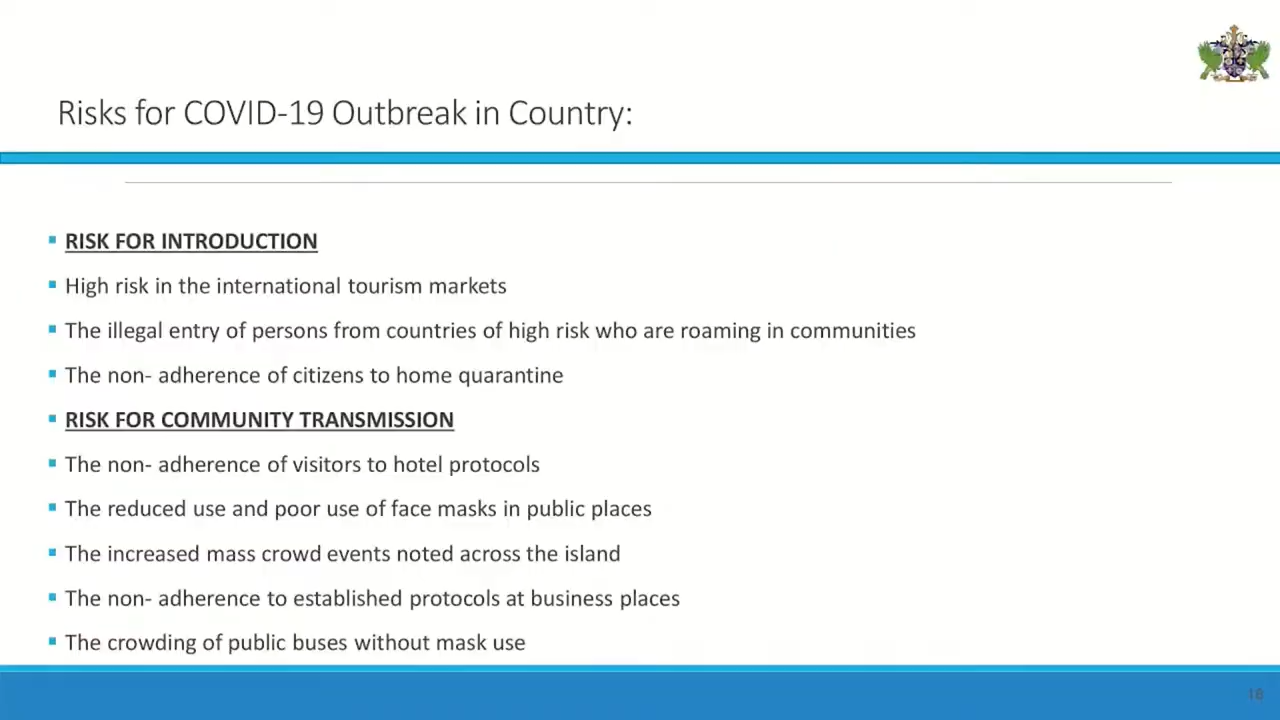 Risks for COVID-19 Outbreak in Country:
RISK FOR INTRODUCTION
High risk in the international tourism markets
The illegal entry of persons from countries of high risk who are roaming in communities
The non- adherence of citizens to home quarantine
RISK FOR COMMUNITY TRANSMISSION
The non- adherence of visitors to hotel protocols
The reduced use and poor use of face masks in public places
The increased mass crowd events noted across the island
The non- adherence to established protocols at business places
The crowding of public buses without mask use
18